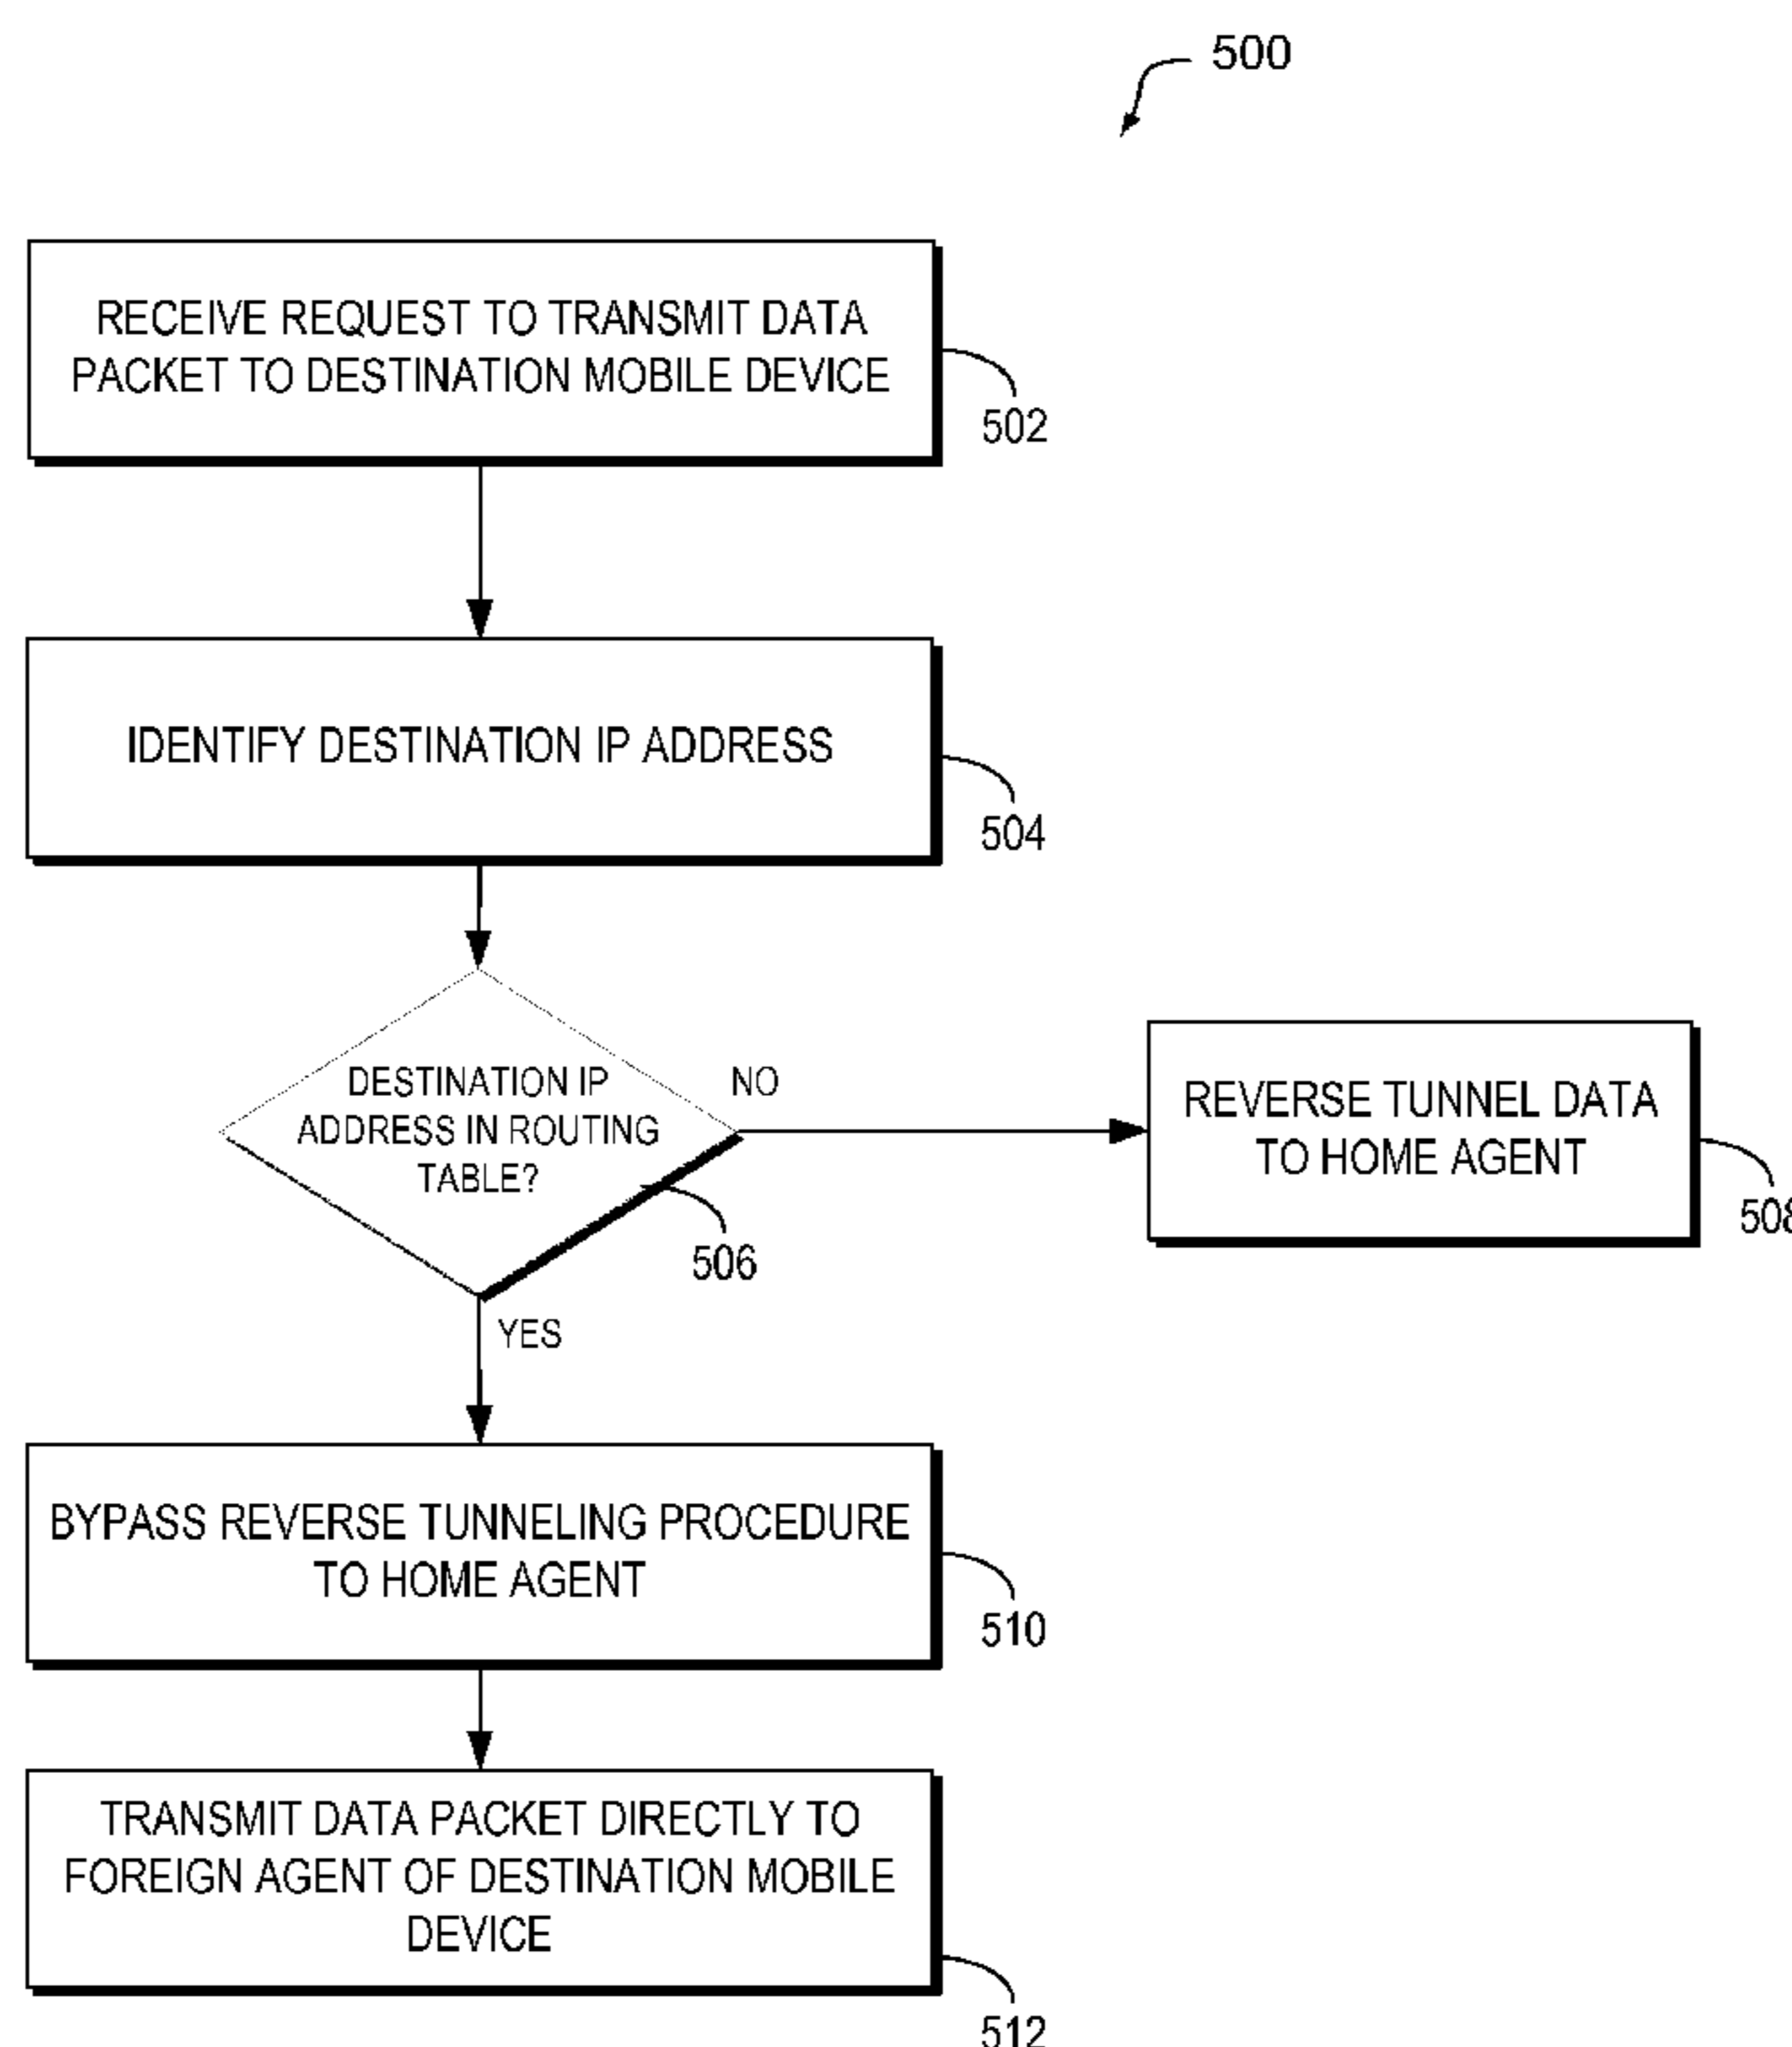 500
RECEIVE REQUEST TO TRANSMIT DATA
PACKET TO DESTINATION MOBILE DEVICE
502
IDENTIFY DESTINATION IP ADDRESS
504
DESTINATION IP
ADDRESS IN ROUTING
TABLE?
506
NO
REVERSE TUNNEL DATA
TO HOME AGENT
508
YES
BYPASS REVERSE TUNNELING PROCEDURE
TO HOME AGENT
510
TRANSMIT DATA PACKET DIRECTLY TO
FOREIGN AGENT OF DESTINATION MOBILE
DEVICE
512